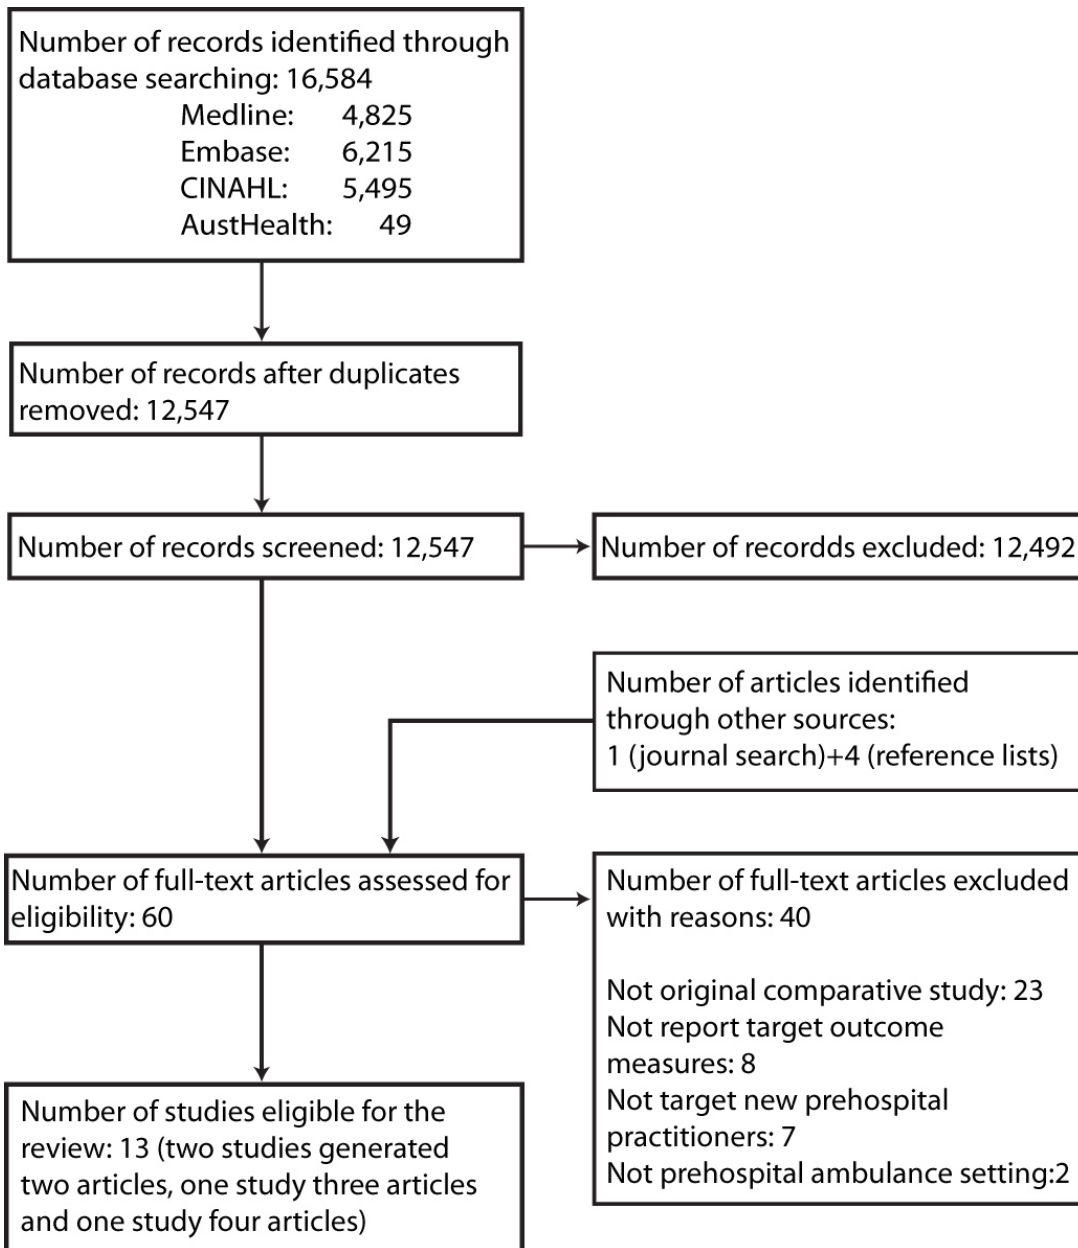 Number of records identified through
database searching: 16,584
Medline: 4,825
Embase: 6,215
CINAHL: 5,495
AustHealth: 49
Number of records after duplicates
removed: 12,547
Number of records screened: 12,547
Number of recordds excluded: 12,492
Number of articles identified
through other sources:
1 (journal search)+4 (reference lists)
Number of full-text articles assessed for
eligibility: 60
Number of full-text articles excluded
with reasons: 40
Not original comparative study: 23
Not report target outcome
measures: 8
Not target new prehospital
practitioners: 7
Not prehospital ambulance setting:2
Number of studies eligible for the
review: 13 (two studies generated
two articles, one study three articles
and one study four articles)